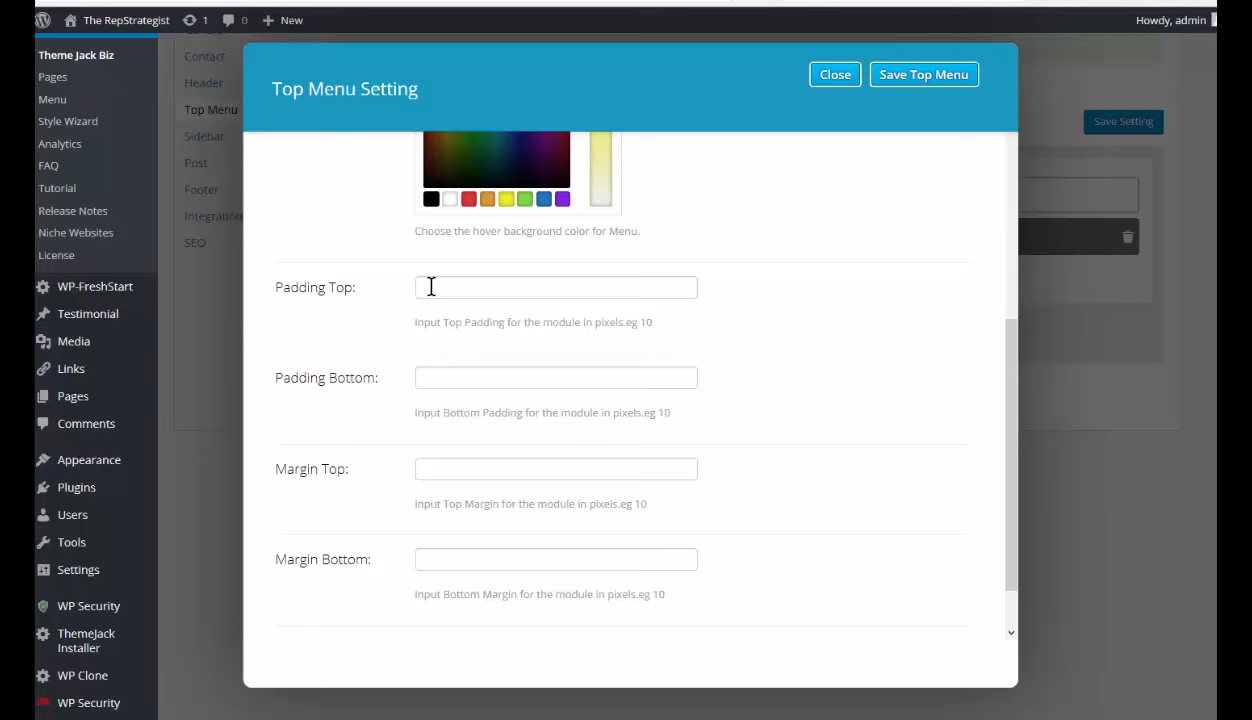 The RepStrategist
1
0
New
Howdy, admin
Theme Jack Biz
Pages
Menu
Style Wizard
Analytics
FAQ
Tutorial
Release Notes
Niche Websites
License
WP-FreshStart
Testimonial
Media
Links
Pages
Comments
Appearance
Plugins
Users
Tools
Settings
WP Security
ThemeJack
Installer
WP Clone
WP Security
Contact
Header
Top Menu
Sidebar
Post
Footer
Integration
SEO
Save Setting
Top Menu Setting
Close
Save Top Menu
Choose the hover background color for Menu.
Padding Top:
Input Top Padding for the module in pixels.eg 10
Padding Bottom:
Input Bottom Padding for the module in pixels.eg 10
Margin Top:
Input Top Margin for the module in pixels.eg 10
Margin Bottom:
Input Bottom Margin for the module in pixels.eg 10